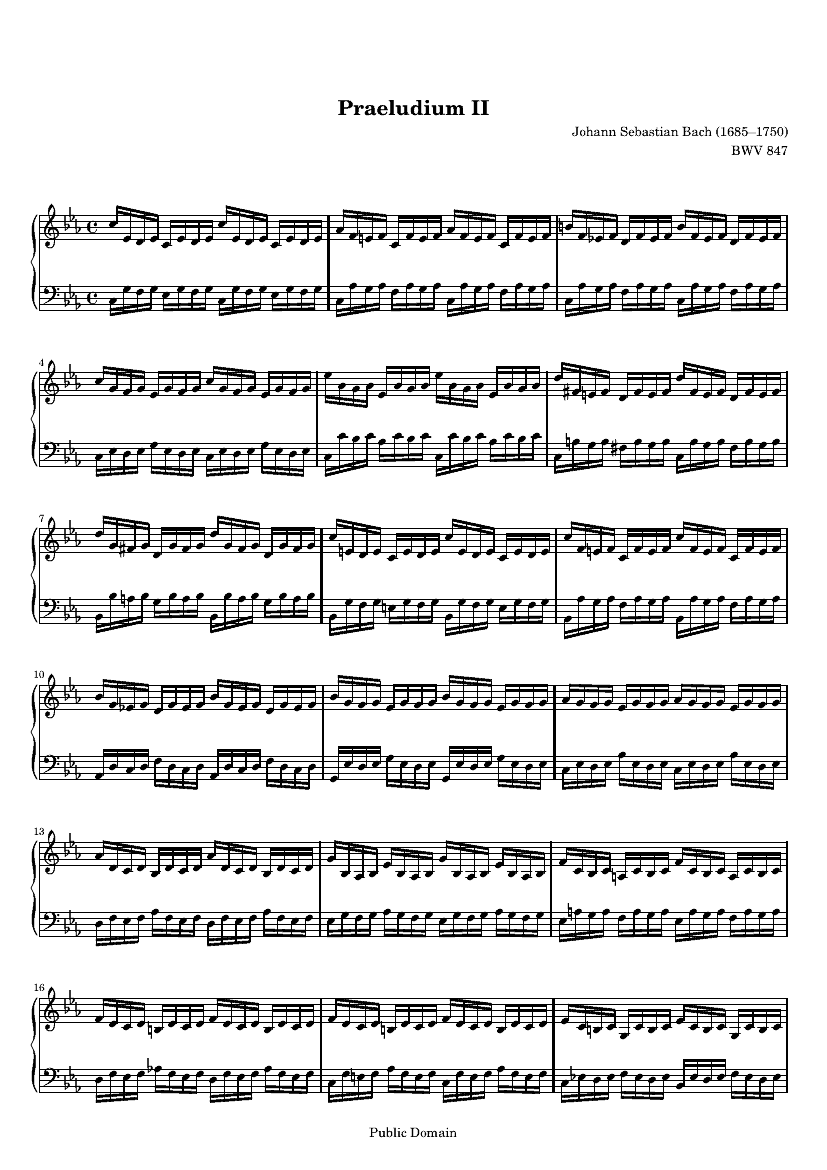 Praeludium II
Johann Sebastian Bach (1685–1750)
BWV 847
4
7
10
13
16
Public Domain